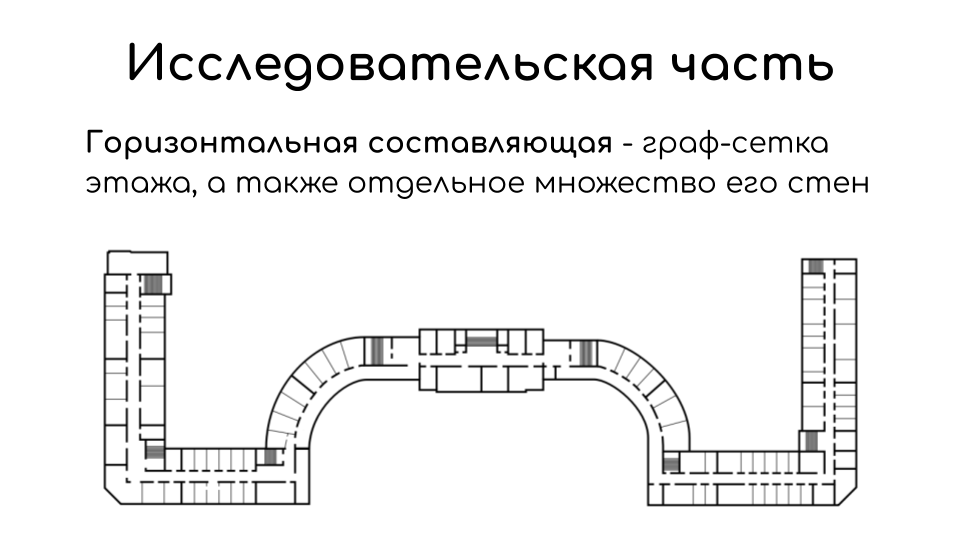 Исследовательская часть
Горизонтальная составляющая - граф-сетка
этажа, а также отдельное множество его стен